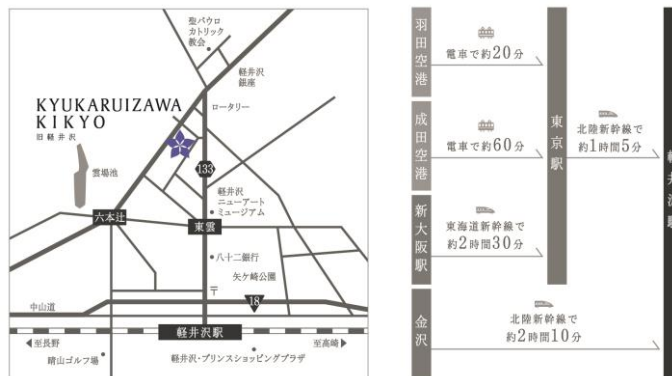 聖パウロ
カトリック
教会
軽井沢
銀座
KYUKARUIZAWA
KIKYO
旧軽井沢
ロータリー
雲場池
133
軽井沢
ニューアート
ミュージアム
六本辻
東雲
八十二銀行
矢ケ崎公園
〒
18
中山道
軽井沢駅
至長野
至高崎
晴山ゴルフ場
軽井沢・プリンスショッピングプラザ
羽田空港
電車で約20分
成田空港
電車で約60分
新大阪駅
東海道新幹線で
約2時間30分
東京駅
北陸新幹線で
約1時間5分
金沢
北陸新幹線で
約2時間10分
軽井沢駅